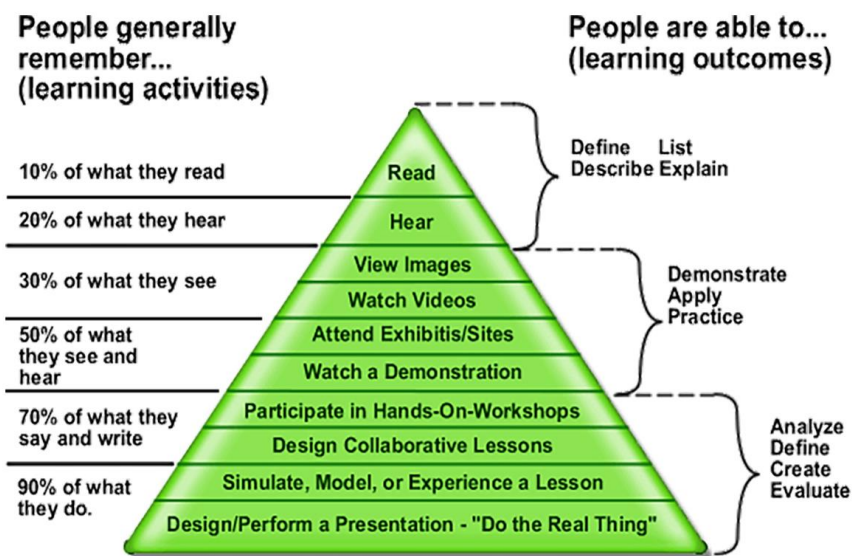 People generally
remember...
(learning activities)
People are able to...
(learning outcomes)
10% of what they read
20% of what they hear
30% of what they see
50% of what
they see and
hear
70% of what they
say and write
90% of what
they do.
Read
Hear
View Images
Watch Videos
Attend Exhibitis/Sites
Watch a Demonstration
Participate in Hands-On-Workshops
Design Collaborative Lessons
Simulate, Model, or Experience a Lesson
Design/Perform a Presentation - "Do the Real Thing"
Define List
Describe Explain
Demonstrate
Apply
Practice
Analyze
Define
Create
Evaluate